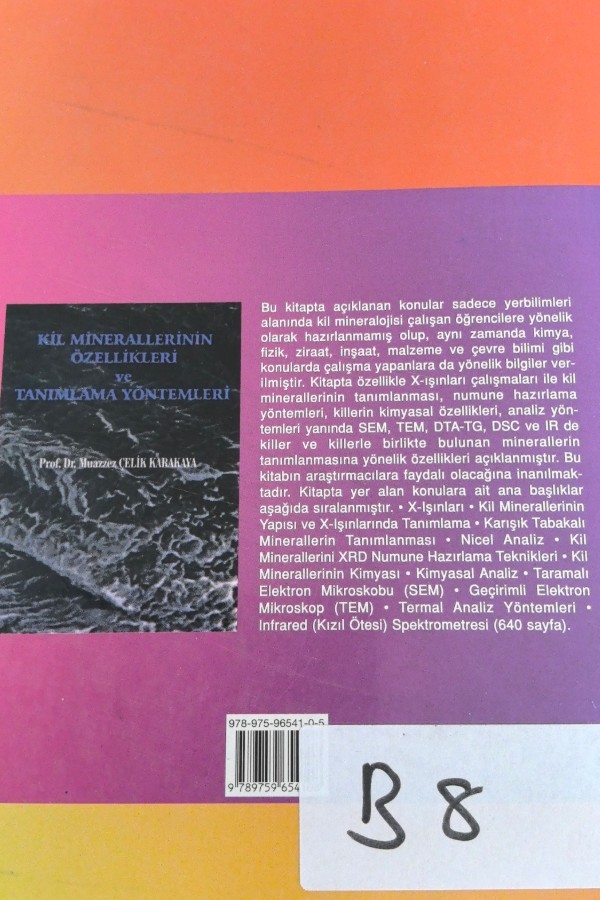 KİL MİNERALLERİNİN
ÖZELLİKLERİ
ve
TANIMLAMA YÖNTEMLERİ
Prof. Dr. Muazzez ÇELİK KARAKAYA
Bu kitapta açıklanan konular sadece yerbilimleri
alanında kil mineralojisi çalışan öğrencilere yönelik
olarak hazırlanmamış olup, aynı zamanda kimya,
fizik, ziraat, inşaat, malzeme ve çevre bilimi gibi
konularda çalışma yapanlara da yönelik bilgiler ver-
ilmiştir. Kitapta özellikle X-ışınları çalışmaları ile kil
minerallerinin tanımlanması, numune hazırlama
yöntemleri, killerin kimyasal özellikleri, analiz yön-
temleri yanında SEM, TEM, DTA-TG, DSC ve IR de
killer ve killerle birlikte bulunan minerallerin
tanımlanmasına yönelik özellikleri açıklanmıştır. Bu
kitabın araştırmacılara faydalı olacağına inanılmak-
tadır. Kitapta yer alan konulara ait ana başlıklar
aşağıda sıralanmıştır. • X-Işınları • Kil Minerallerinin
Yapısı ve X-Işınlarında Tanımlama • Karışık Tabakalı
Minerallerin Tanımlanması • Nicel Analiz • Kil
Minerallerini XRD Numune Hazırlama Teknikleri • Kil
Minerallerinin Kimyası • Kimyasal Analiz • Taramalı
Elektron Mikroskobu (SEM) • Geçirimli Elektron
Mikroskop (TEM) • Termal Analiz Yöntemleri •
Infrared (Kızıl Ötesi) Spektrometresi (640 sayfa).
978-975-96541-0-5
9 789759 654
B 8